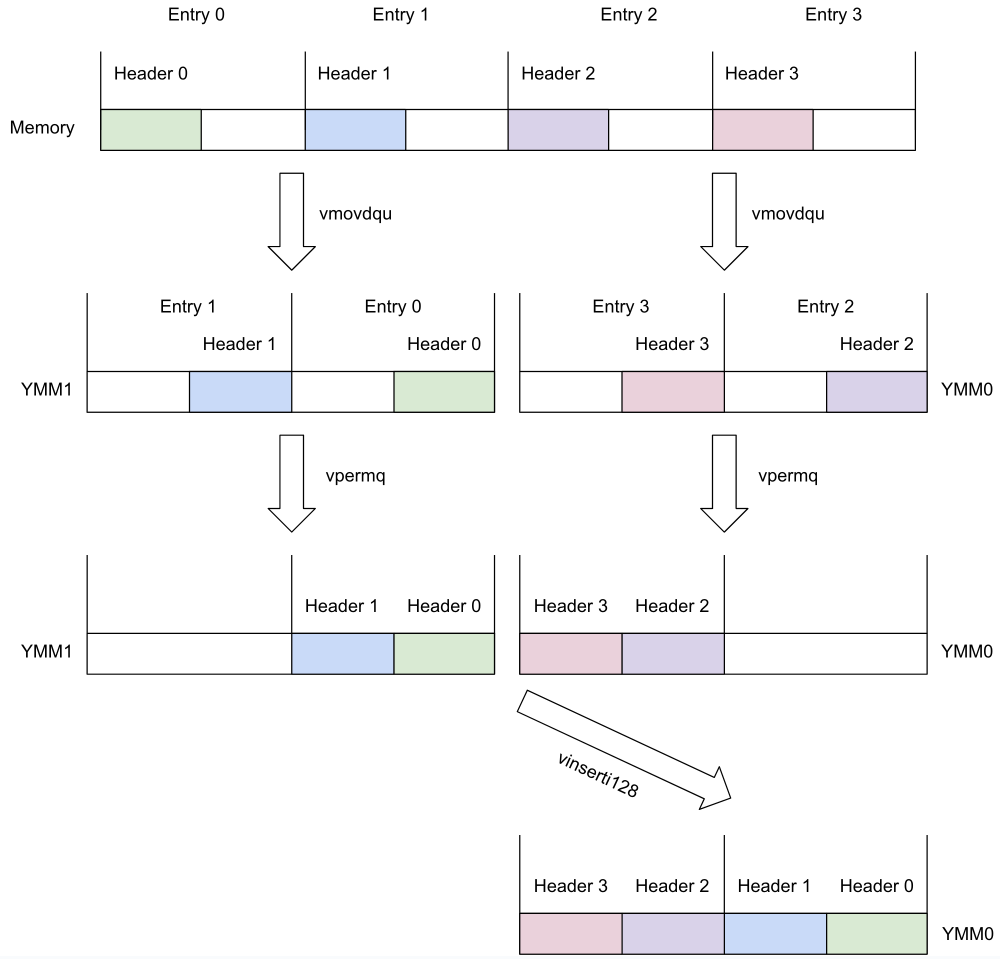 Entry 0 Entry 1 Entry 2 Entry 3
Header 0 Header 1 Header 2 Header 3
Memory
vmovdqu vmovdqu
Entry 1 Entry 0 Entry 3 Entry 2
Header 1 Header 0 Header 3 Header 2
YMM1 YMM0
vpermq vpermq
Header 1 Header 0 Header 3 Header 2
YMM1 YMM0
vinserti128
Header 3 Header 2 Header 1 Header 0
YMM0